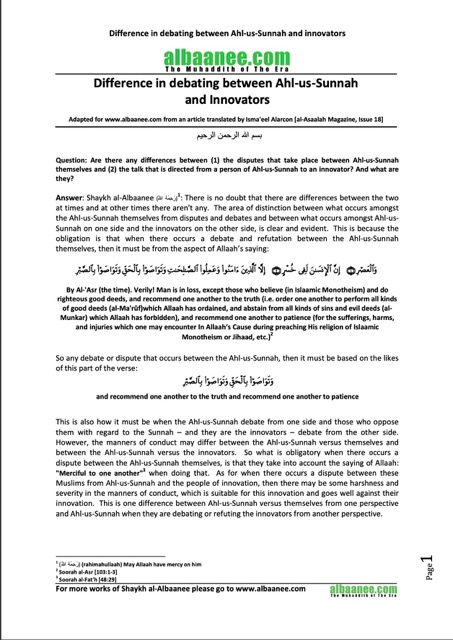 Difference in debating between Ahl-us-Sunnah and innovators
albaanee.com
The Muhaddith of The Era
Difference in debating between Ahl-us-Sunnah
and Innovators
Adapted for www.albaanee.com from an article translated by Isma'eel Alarcon [al-Asaalah Magazine, Issue 18]
بسم الله الرحمن الرحيم
Question: Are there any differences between (1) the disputes that take place between Ahl-us-Sunnah
themselves and (2) the talk that is directed from a person of Ahl-us-Sunnah to an innovator? And what are
they?
Answer: Shaykh al-Albaanee (رَحِمَهُ اللهُ)1: There is no doubt that there are differences between the two
at times and at other times there aren't any. The area of distinction between what occurs amongst
the Ahl-us-Sunnah themselves from disputes and debates and between what occurs amongst Ahl-us-
Sunnah on one side and the innovators on the other side, is clear and evident. This is because the
obligation is that when there occurs a debate and refutation between the Ahl-us-Sunnah
themselves, then it must be from the aspect of Allaah's saying:
وَٱلْعَصْرِ ۝١ إِنَّ ٱلْإِنسَـٰنَ لَفِى خُسْرٍ ۝٢ إِلَّا ٱلَّذِينَ ءَامَنُوا۟ وَعَمِلُوا۟ ٱلصَّـٰلِحَـٰتِ وَتَوَاصَوْا۟ بِٱلْحَقِّ وَتَوَاصَوْا۟ بِٱلصَّبْرِ
By Al-'Asr (the time). Verily! Man is in loss, except those who believe (in Islaamic Monotheism) and do
righteous good deeds, and recommend one another to the truth (i.e. order one another to perform all kinds
of good deeds (al-Ma'rûf)which Allaah has ordained, and abstain from all kinds of sins and evil deeds (al-
Munkar) which Allaah has forbidden), and recommend one another to patience (for the sufferings, harms,
and injuries which one may encounter In Allaah's Cause during preaching His religion of Islaamic
Monotheism or Jihaad, etc.)2
So any debate or dispute that occurs between the Ahl-us-Sunnah, then it must be based on the likes
of this part of the verse:
وَتَوَاصَوْا۟ بِٱلْحَقِّ وَتَوَاصَوْا۟ بِٱلصَّبْرِ
and recommend one another to the truth and recommend one another to patience
This is also how it must be when the Ahl-us-Sunnah debate from one side and those who oppose
them with regard to the Sunnah – and they are the innovators – debate from the other side.
However, the manners of conduct may differ between the Ahl-us-Sunnah versus themselves and
between the Ahl-us-Sunnah versus the innovators. So what is obligatory when there occurs a
dispute between the Ahl-us-Sunnah themselves, is that they take into account the saying of Allaah:
"Merciful to one another"3 when doing that. As for when there occurs a dispute between these
Muslims from Ahl-us-Sunnah and the people of innovation, then there may be some harshness and
severity in the manners of conduct, which is suitable for this innovation and goes well against their
innovation. This is one difference between Ahl-us-Sunnah versus themselves from one perspective
and Ahl-us-Sunnah when they are debating or refuting the innovators from another perspective.
1 (رَحِمَهُ اللهُ) (rahimahullaah) May Allaah have mercy on him
2 Soorah al-Asr [103:1-3]
3 Soorah al-Fat'h [48:29]
For more works of Shaykh al-Albaanee please go to www.albaanee.com
albaanee.com
The Muhaddith of The Era
Page 1